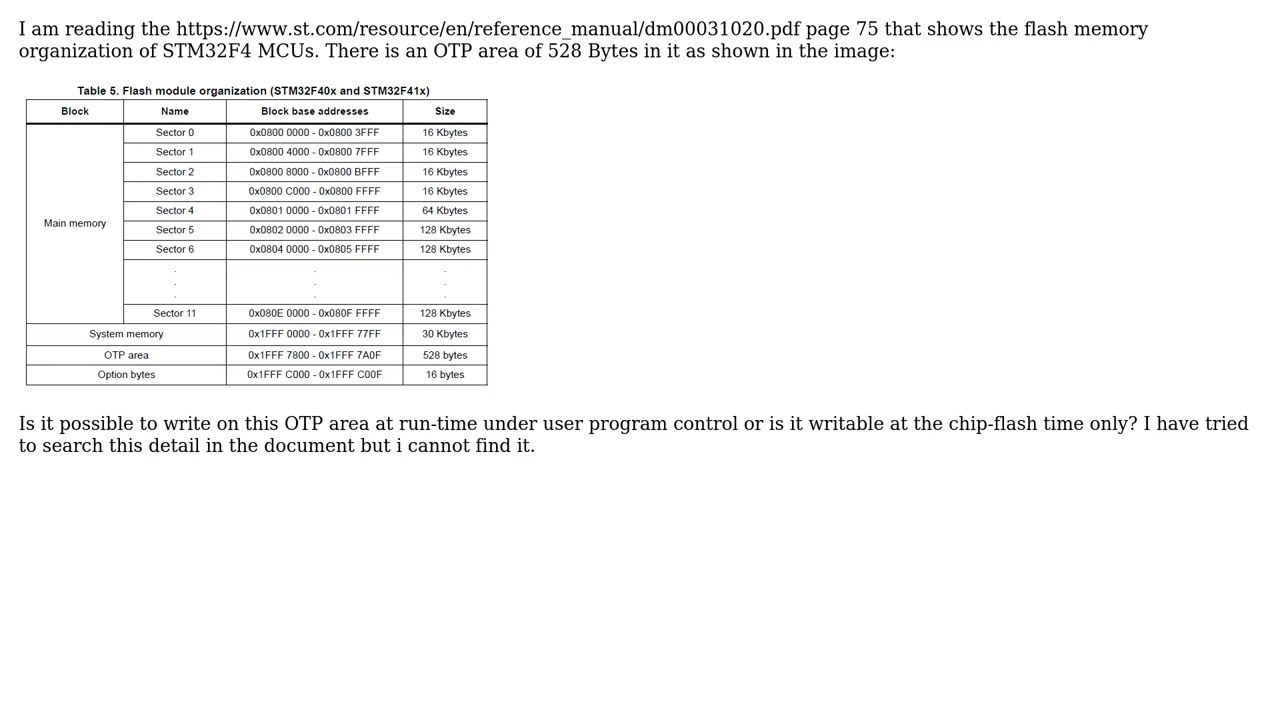 I am reading the https://www.st.com/resource/en/reference_manual/dm00031020.pdf page 75 that shows the flash memory
organization of STM32F4 MCUs. There is an OTP area of 528 Bytes in it as shown in the image:
Table 5. Flash module organization (STM32F40x and STM32F41x)
Block Name Block base addresses Size
Sector 0 0x0800 0000 - 0x0800 3FFF 16 Kbytes
Sector 1 0x0800 4000 - 0x0800 7FFF 16 Kbytes
Sector 2 0x0800 8000 - 0x0800 BFFF 16 Kbytes
Sector 3 0x0800 C000 - 0x0800 FFFF 16 Kbytes
Sector 4 0x0801 0000 - 0x0801 FFFF 64 Kbytes
Main memory
Sector 5 0x0802 0000 - 0x0803 FFFF 128 Kbytes
Sector 6 0x0804 0000 - 0x0805 FFFF 128 Kbytes
. . .
. . .
. . .
Sector 11 0x080E 0000 - 0x080F FFFF 128 Kbytes
System memory 0x1FFF 0000 - 0x1FFF 77FF 30 Kbytes
OTP area 0x1FFF 7800 - 0x1FFF 7A0F 528 bytes
Option bytes 0x1FFF C000 - 0x1FFF C00F 16 bytes
Is it possible to write on this OTP area at run-time under user program control or is it writable at the chip-flash time only? I have tried
to search this detail in the document but i cannot find it.